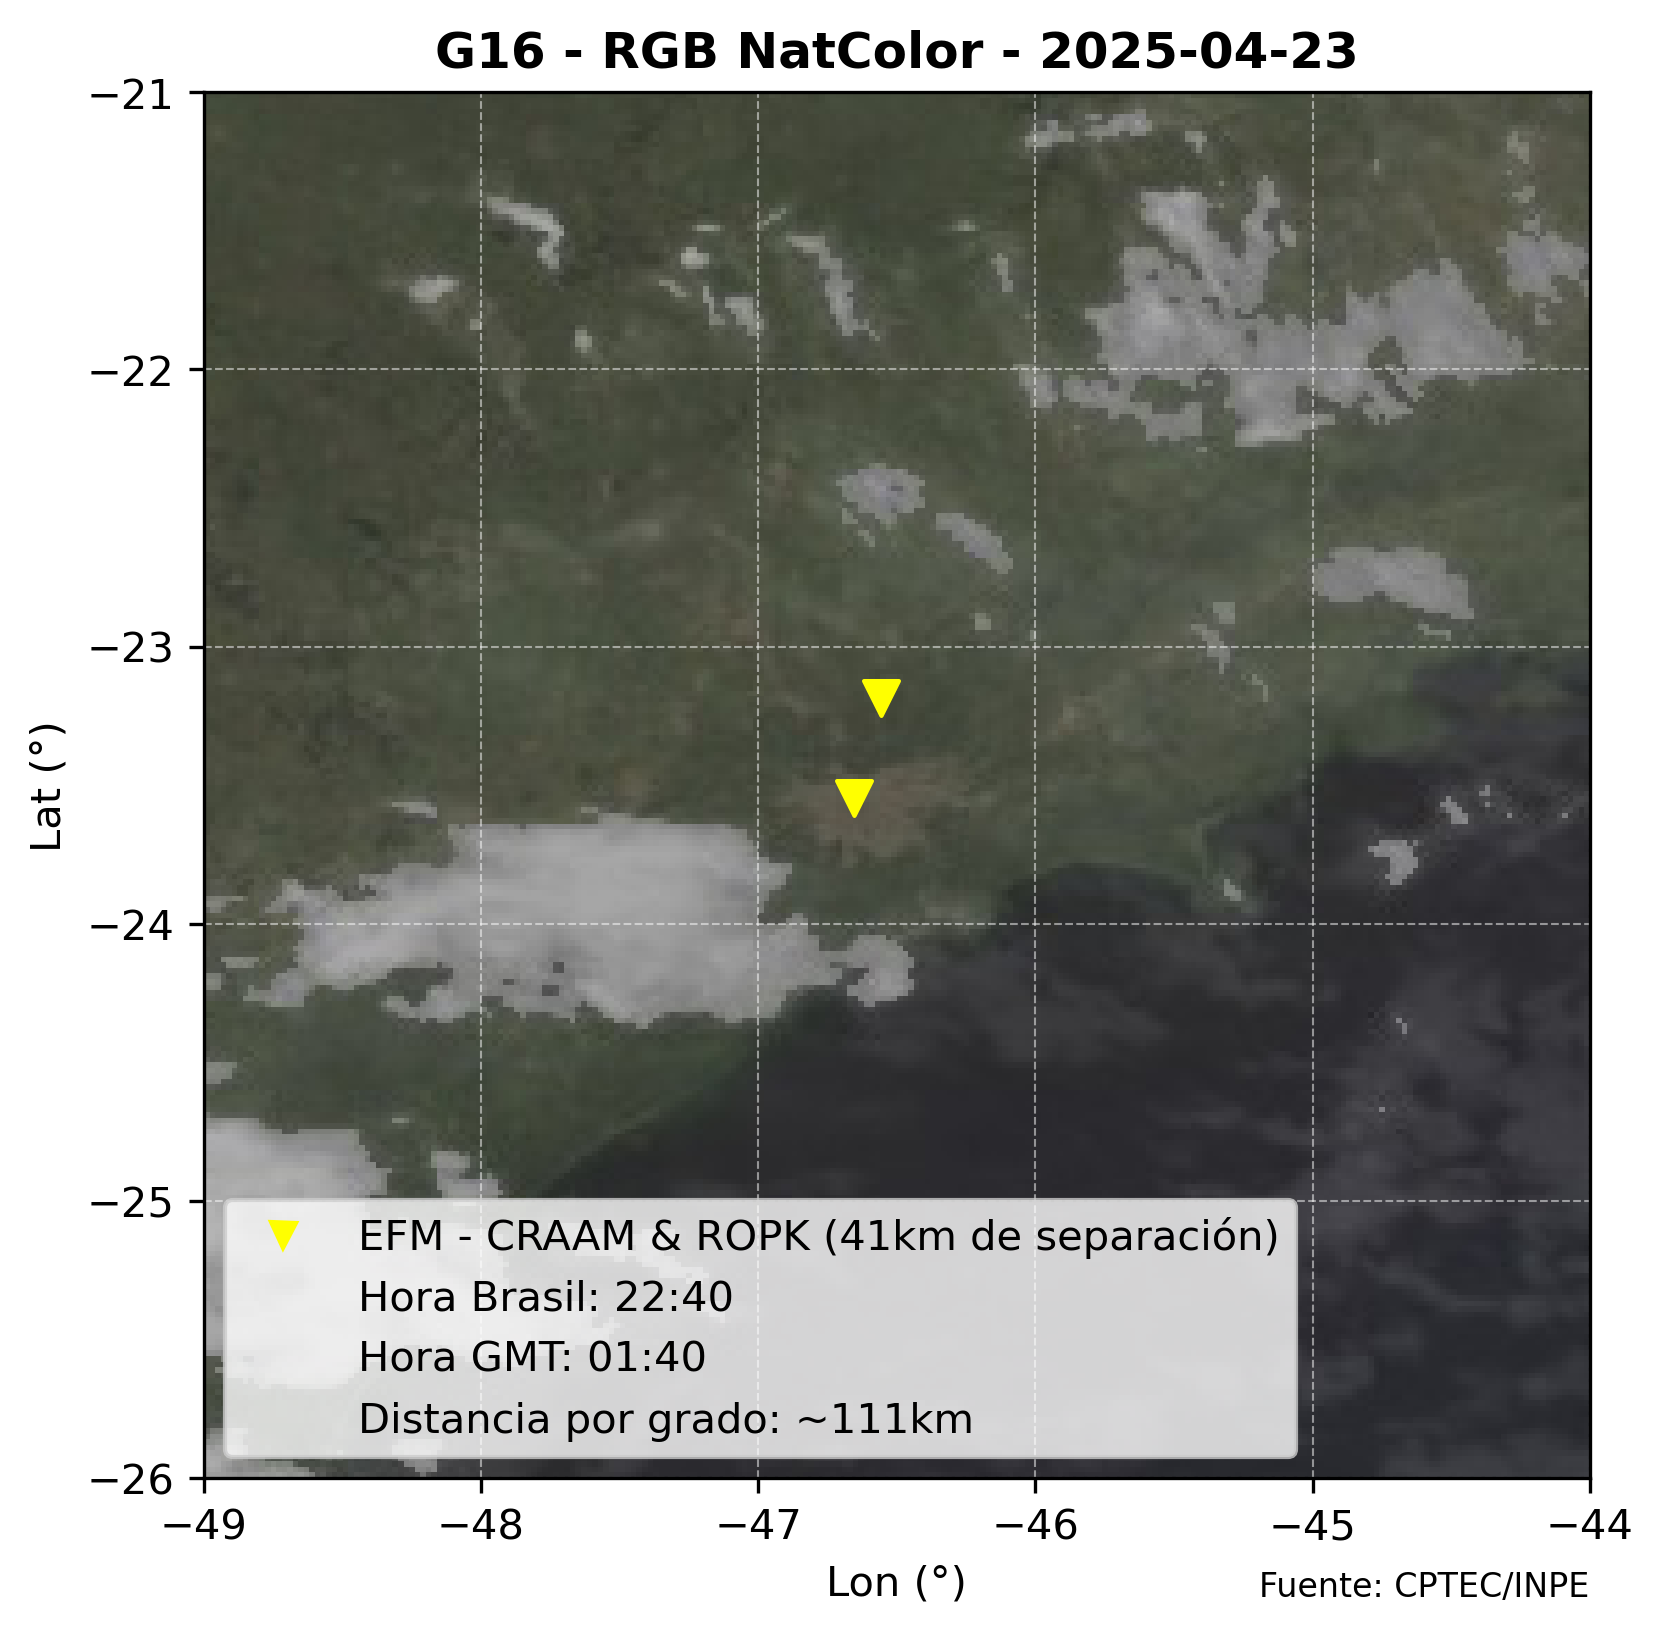 G16 - RGB NatColor - 2025-04-23
−21
−22
−23
−24
−25
−26
Lat (°)
EFM - CRAAM & ROPK (41km de separación)
Hora Brasil: 22:40
Hora GMT: 01:40
Distancia por grado: ~111km
−49
−48
−47
−46
−45
−44
Lon (°)
Fuente: CPTEC/INPE